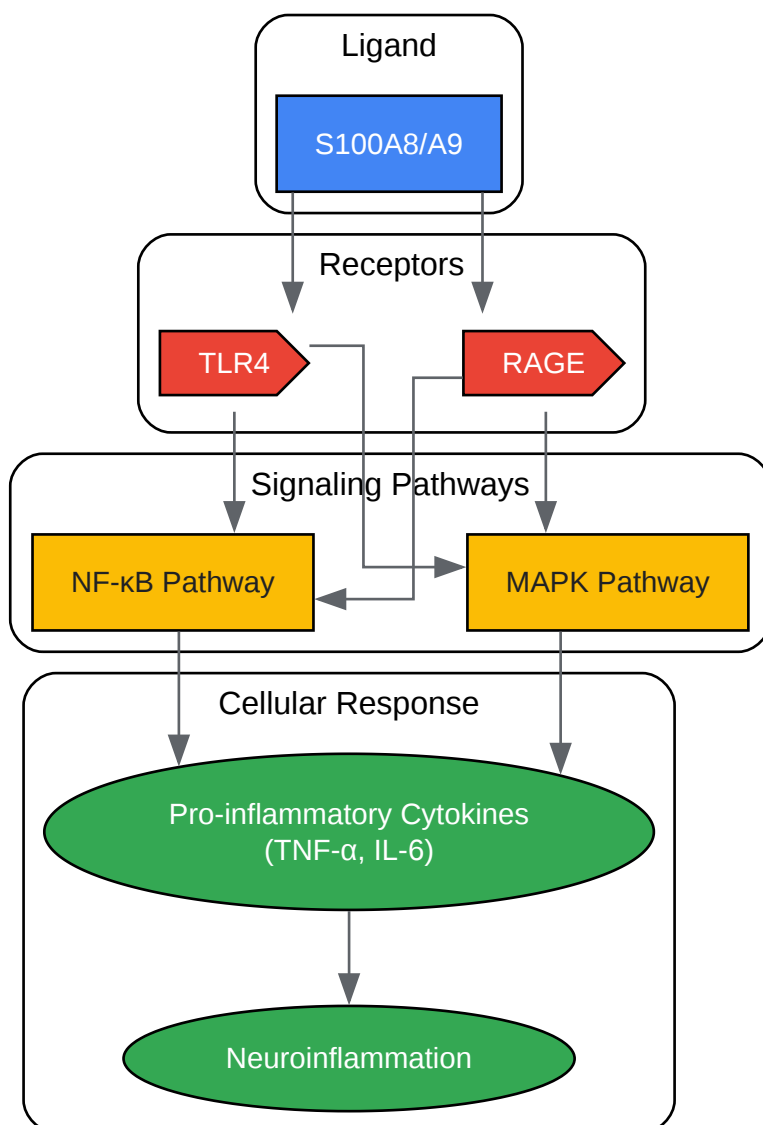 Ligand
S100A8/A9
Receptors
TLR4
RAGE
Signaling Pathways
NF-κB Pathway
MAPK Pathway
Cellular Response
Pro-inflammatory Cytokines
(TNF-α, IL-6)
Neuroinflammation